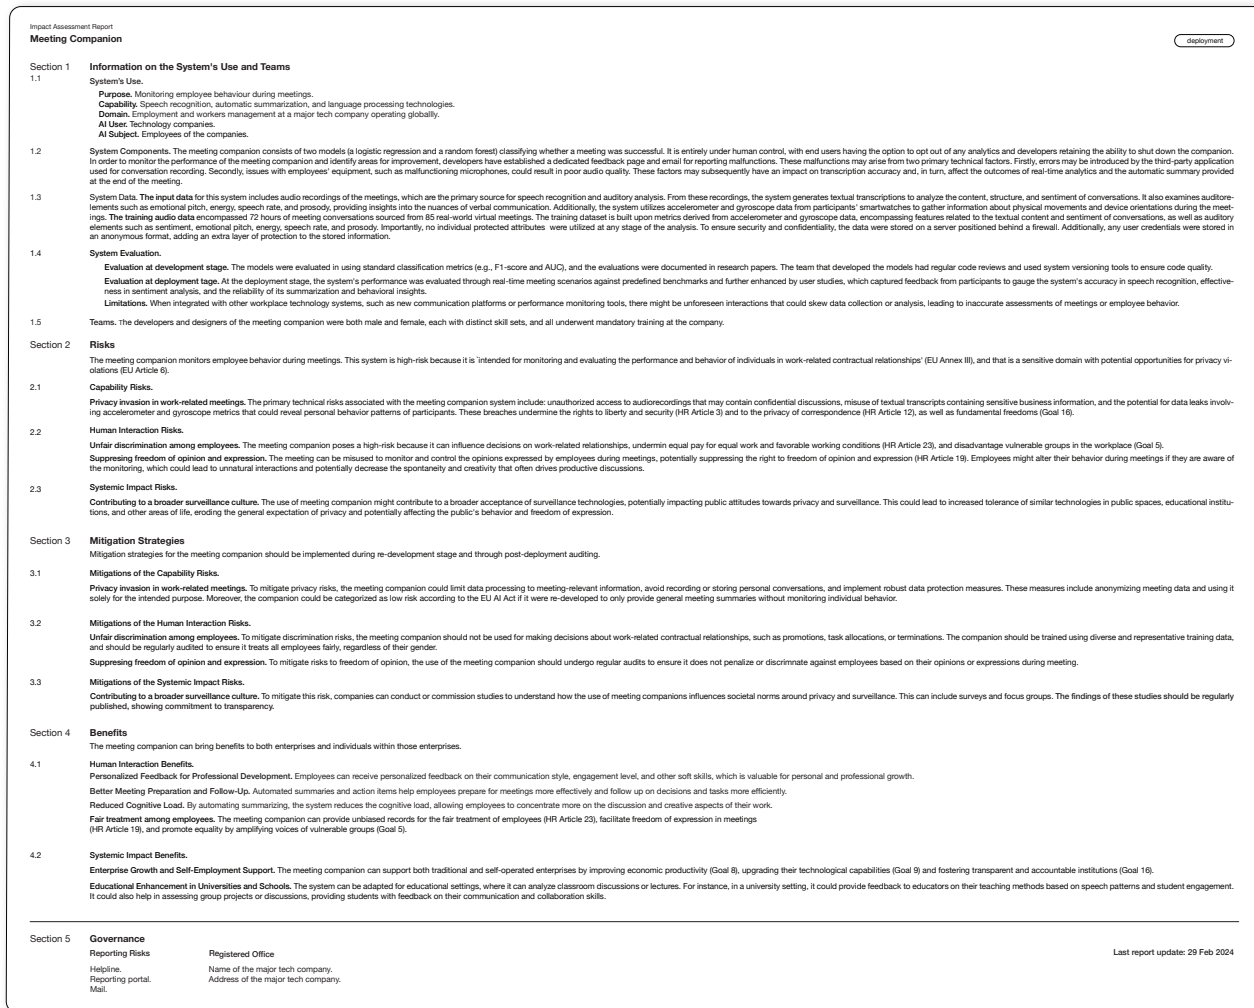 Impact Assessment Report
Meeting Companion
deployment
Section 1 Information on the System's Use and Teams
1.1 System's Use.
Purpose. Monitoring employee behaviour during meetings.
Capability. Speech recognition, automatic summarization, and language processing technologies.
Domain. Employment and workers management at a major tech company operating globallly.
AI User. Technology companies.
AI Subject. Employees of the companies.
1.2 System Components. The meeting companion consists of two models (a logistic regression and a random forest) classifying whether a meeting was successful. It is entirely under human control, with end users having the option to opt out of any analytics and developers retaining the ability to shut down the companion.
In order to monitor the performance of the meeting companion and identify areas for improvement, developers have established a dedicated feedback page and email for reporting malfunctions. These malfunctions may arise from two primary technical factors. Firstly, errors may be introduced by the third-party application
used for conversation recording. Secondly, issues with employees' equipment, such as malfunctioning microphones, could result in poor audio quality. These factors may subsequently have an impact on transcription accuracy and, in turn, affect the outcomes of real-time analytics and the automatic summary provided
at the end of the meeting.
1.3 System Data. The input data for this system includes audio recordings of the meetings, which are the primary source for speech recognition and auditory analysis. From these recordings, the system generates textual transcriptions to analyze the content, structure, and sentiment of conversations. It also examines auditore-
lements such as emotional pitch, energy, speech rate, and prosody, providing insights into the nuances of verbal communication. Additionally, the system utilizes accelerometer and gyroscope data from participants' smartwatches to gather information about physical movements and device orientations during the meet-
ings. The training audio data encompassed 72 hours of meeting conversations sourced from 85 real-world virtual meetings. The training dataset is built upon metrics derived from accelerometer and gyroscope data, encompassing features related to the textual content and sentiment of conversations, as well as auditory
elements such as sentiment, emotional pitch, energy, speech rate, and prosody. Importantly, no individual protected attributes were utilized at any stage of the analysis. To ensure security and confidentiality, the data were stored on a server positioned behind a firewall. Additionally, any user credentials were stored in
an anonymous format, adding an extra layer of protection to the stored information.
1.4 System Evaluation.
Evaluation at development stage. The models were evaluated in using standard classification metrics (e.g., F1-score and AUC), and the evaluations were documented in research papers. The team that developed the models had regular code reviews and used system versioning tools to ensure code quality.
Evaluation at deployment tage. At the deployment stage, the system's performance was evaluated through real-time meeting scenarios against predefined benchmarks and further enhanced by user studies, which captured feedback from participants to gauge the system's accuracy in speech recognition, effective-
ness in sentiment analysis, and the reliability of its summarization and behavioral insights.
Limitations. When integrated with other workplace technology systems, such as new communication platforms or performance monitoring tools, there might be unforeseen interactions that could skew data collection or analysis, leading to inaccurate assessments of meetings or employee behavior.
1.5 Teams. The developers and designers of the meeting companion were both male and female, each with distinct skill sets, and all underwent mandatory training at the company.
Section 2 Risks
The meeting companion monitors employee behavior during meetings. This system is high-risk because it is 'intended for monitoring and evaluating the performance and behavior of individuals in work-related contractual relationships' (EU Annex III), and that is a sensitive domain with potential opportunities for privacy vi-
olations (EU Article 6).
2.1 Capability Risks.
Privacy invasion in work-related meetings. The primary technical risks associated with the meeting companion system include: unauthorized access to audiorecordings that may contain confidential discussions, misuse of textual transcripts containing sensitive business information, and the potential for data leaks involv-
ing accelerometer and gyroscope metrics that could reveal personal behavior patterns of participants. These breaches undermine the rights to liberty and security (HR Article 3) and to the privacy of correspondence (HR Article 12), as well as fundamental freedoms (Goal 16).
2.2 Human Interaction Risks.
Unfair discrimination among employees. The meeting companion poses a high-risk because it can influence decisions on work-related relationships, undermin equal pay for equal work and favorable working conditions (HR Article 23), and disadvantage vulnerable groups in the workplace (Goal 5).
Suppresing freedom of opinion and expression. The meeting can be misused to monitor and control the opinions expressed by employees during meetings, potentially suppressing the right to freedom of opinion and expression (HR Article 19). Employees might alter their behavior during meetings if they are aware of
the monitoring, which could lead to unnatural interactions and potentially decrease the spontaneity and creativity that often drives productive discussions.
2.3 Systemic Impact Risks.
Contributing to a broader surveillance culture. The use of meeting companion might contribute to a broader acceptance of surveillance technologies, potentially impacting public attitudes towards privacy and surveillance. This could lead to increased tolerance of similar technologies in public spaces, educational institu-
tions, and other areas of life, eroding the general expectation of privacy and potentially affecting the public's behavior and freedom of expression.
Section 3 Mitigation Strategies
Mitigation strategies for the meeting companion should be implemented during re-development stage and through post-deployment auditing.
3.1 Mitigations of the Capability Risks.
Privacy invasion in work-related meetings. To mitigate privacy risks, the meeting companion could limit data processing to meeting-relevant information, avoid recording or storing personal conversations, and implement robust data protection measures. These measures include anonymizing meeting data and using it
solely for the intended purpose. Moreover, the companion could be categorized as low risk according to the EU AI Act if it were re-developed to only provide general meeting summaries without monitoring individual behavior.
3.2 Mitigations of the Human Interaction Risks.
Unfair discrimination among employees. To mitigate discrimination risks, the meeting companion should not be used for making decisions about work-related contractual relationships, such as promotions, task allocations, or terminations. The companion should be trained using diverse and representative training data,
and should be regularly audited to ensure it treats all employees fairly, regardless of their gender.
Suppresing freedom of opinion and expression. To mitigate risks to freedom of opinion, the use of the meeting companion should undergo regular audits to ensure it does not penalize or discrimnate against employees based on their opinions or expressions during meeting.
3.3 Mitigations of the Systemic Impact Risks.
Contributing to a broader surveillance culture. To mitigate this risk, companies can conduct or commission studies to understand how the use of meeting companions influences societal norms around privacy and surveillance. This can include surveys and focus groups. The findings of these studies should be regularly
published, showing commitment to transparency.
Section 4 Benefits
The meeting companion can bring benefits to both enterprises and individuals within those enterprises.
4.1 Human Interaction Benefits.
Personalized Feedback for Professional Development. Employees can receive personalized feedback on their communication style, engagement level, and other soft skills, which is valuable for personal and professional growth.
Better Meeting Preparation and Follow-Up. Automated summaries and action items help employees prepare for meetings more effectively and follow up on decisions and tasks more efficiently.
Reduced Cognitive Load. By automating summarizing, the system reduces the cognitive load, allowing employees to concentrate more on the discussion and creative aspects of their work.
Fair treatment among employees. The meeting companion can provide unbiased records for the fair treatment of employees (HR Article 23), facilitate freedom of expression in meetings
(HR Article 19), and promote equality by amplifying voices of vulnerable groups (Goal 5).
4.2 Systemic Impact Benefits.
Enterprise Growth and Self-Employment Support. The meeting companion can support both traditional and self-operated enterprises by improving economic productivity (Goal 8), upgrading their technological capabilities (Goal 9) and fostering transparent and accountable institutions (Goal 16).
Educational Enhancement in Universities and Schools. The system can be adapted for educational settings, where it can analyze classroom discussions or lectures. For instance, in a university setting, it could provide feedback to educators on their teaching methods based on speech patterns and student engagement.
It could also help in assessing group projects or discussions, providing students with feedback on their communication and collaboration skills.
Section 5 Governance
Reporting Risks Registered Office Last report update: 29 Feb 2024
Helpline. Name of the major tech company.
Reporting portal. Address of the major tech company.
Mail.